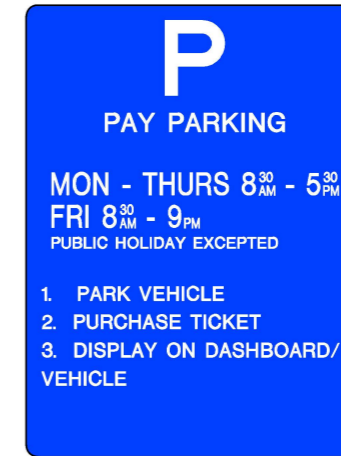 P
PAY PARKING
MON - THURS 8 30 AM - 5 30 PM
FRI 8 30 AM - 9 PM
PUBLIC HOLIDAY EXCEPTED
1. PARK VEHICLE
2. PURCHASE TICKET
3. DISPLAY ON DASHBOARD/
VEHICLE